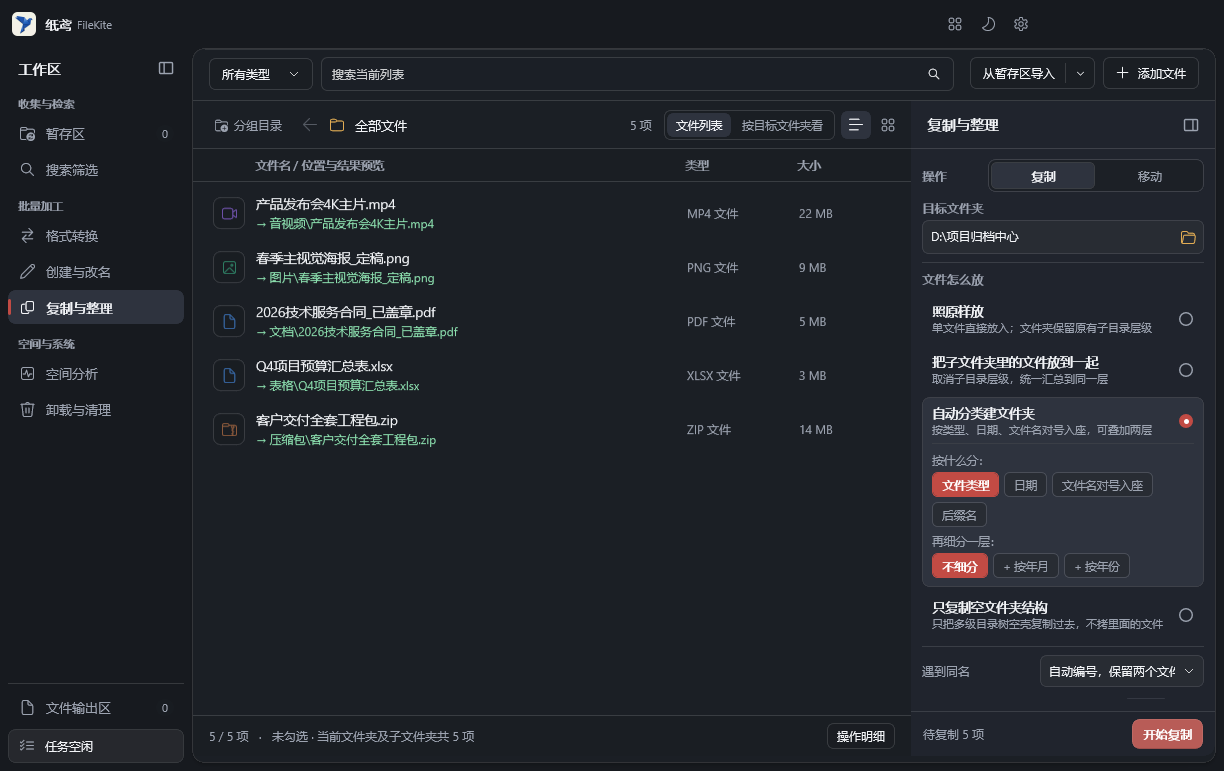 纸鸢 FileKite
工作区
收集与检索
暂存区 0
搜索筛选
批量加工
格式转换
创建与改名
复制与整理
空间与系统
空间分析
卸载与清理
文件输出区 0
任务空闲
所有类型
搜索当前列表
从暂存区导入
添加文件
分组目录
全部文件
5 项
文件列表
按目标文件夹看
文件名 / 位置与结果预览 类型 大小
产品发布会4K主片.mp4
→ 音视频\产品发布会4K主片.mp4
MP4 文件 22 MB
春季主视觉海报_定稿.png
→ 图片\春季主视觉海报_定稿.png
PNG 文件 9 MB
2026技术服务合同_已盖章.pdf
→ 文档\2026技术服务合同_已盖章.pdf
PDF 文件 5 MB
Q4项目预算汇总表.xlsx
→ 表格\Q4项目预算汇总表.xlsx
XLSX 文件 3 MB
客户交付全套工程包.zip
→ 压缩包\客户交付全套工程包.zip
ZIP 文件 14 MB
5 / 5 项 · 未勾选 · 当前文件夹及子文件夹共 5 项
操作明细
复制与整理
操作 复制 移动
目标文件夹
D:\项目归档中心
文件怎么放
照原样放
单文件直接放入；文件夹保留原有子目录层级
把子文件夹里的文件放到一起
取消子目录层级，统一汇总到同一层
自动分类建文件夹
按类型、日期、文件名对号入座，可叠加两层
按什么分：
文件类型 日期 文件名对号入座
后缀名
再细分一层：
不细分 + 按年月 + 按年份
只复制空文件夹结构
只把多级目录树空壳复制过去，不拷里面的文件
遇到同名 自动编号，保留两个文件
待复制 5 项 开始复制